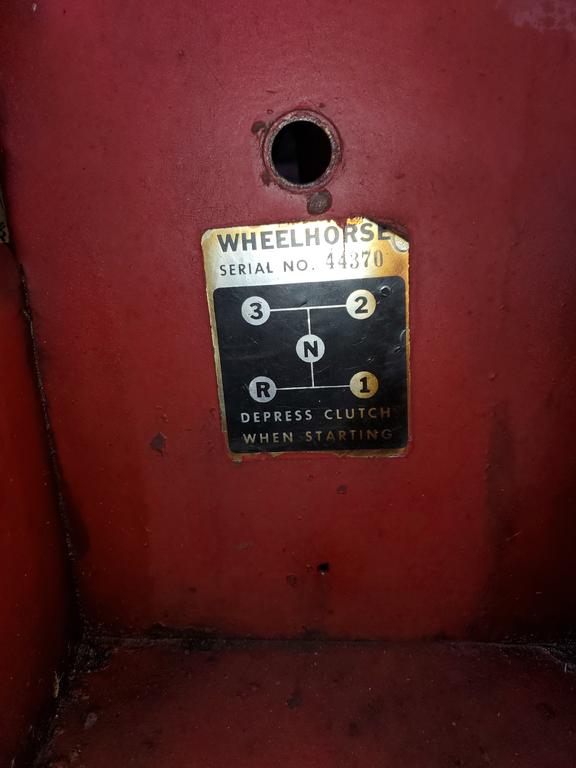 WHEELHORSE
SERIAL NO. 44370
3 2
N
R 1
DEPRESS CLUTCH
WHEN STARTING